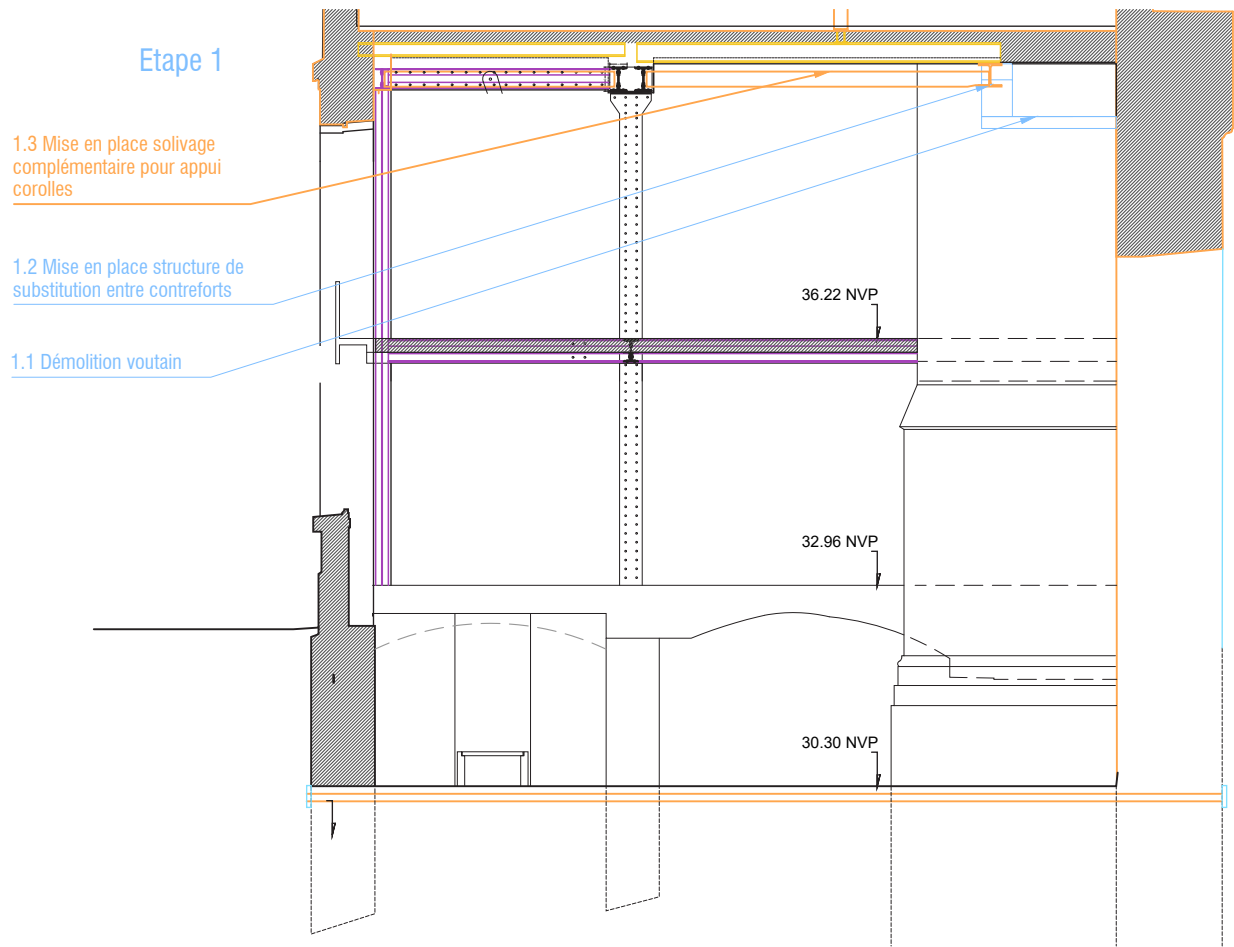 Etape 1
1.3 Mise en place solivage
complémentaire pour appui
corolles
1.2 Mise en place structure de
substitution entre contreforts
1.1 Démolition voutain
36.22 NVP
32.96 NVP
30.30 NVP